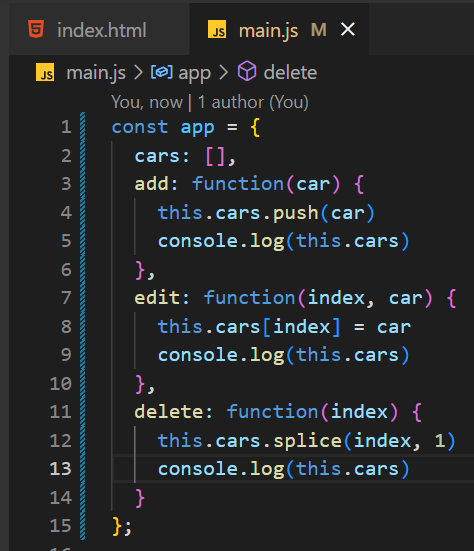 index.html JS main.js M
JS main.js > app > delete
You, now | 1 author (You)
1 const app = {
2   cars: [],
3   add: function(car) {
4     this.cars.push(car)
5     console.log(this.cars)
6   },
7   edit: function(index, car) {
8     this.cars[index] = car
9     console.log(this.cars)
10   },
11   delete: function(index) {
12     this.cars.splice(index, 1)
13     console.log(this.cars)
14   }
15 };